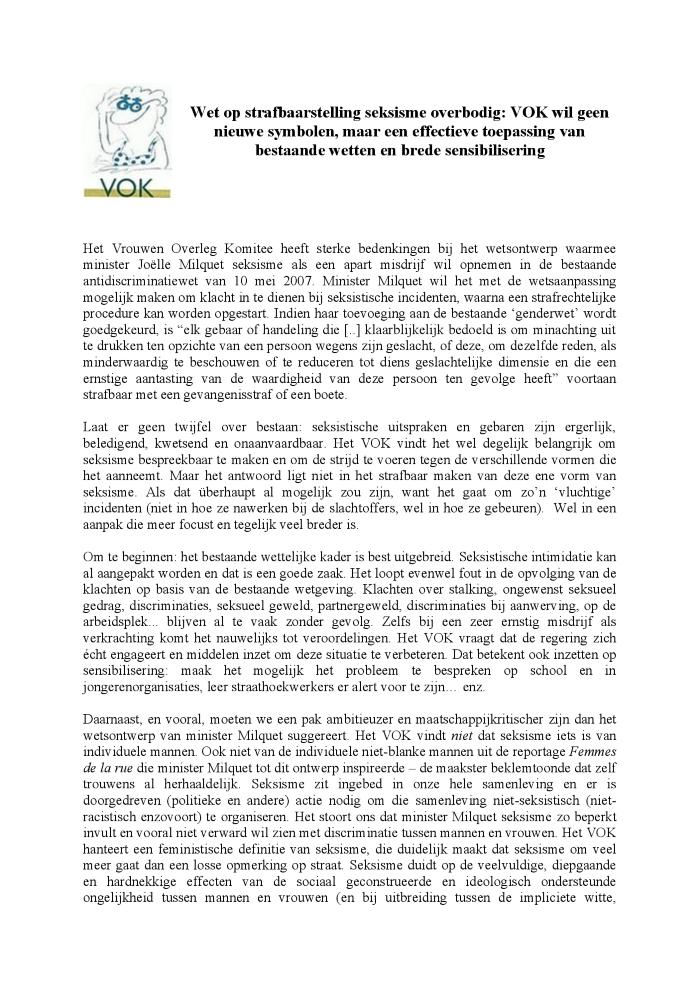 Wet op strafbaarstelling seksisme overbodig: VOK wil geen
nieuwe symbolen, maar een effectieve toepassing van
bestaande wetten en brede sensibilisering
VOK
Het Vrouwen Overleg Komitee heeft sterke bedenkingen bij het wetsontwerp waarmee
minister Joëlle Milquet seksisme als een apart misdrijf wil opnemen in de bestaande
antidiscriminatiewet van 10 mei 2007. Minister Milquet wil het met de wetsaanpassing
mogelijk maken om klacht in te dienen bij seksistische incidenten, waarna een strafrechtelijke
procedure kan worden opgestart. Indien haar toevoeging aan de bestaande ‘genderwet’ wordt
goedgekeurd, is “elk gebaar of handeling die [..] klaarblijkelijk bedoeld is om minachting uit
te drukken ten opzichte van een persoon wegens zijn geslacht, of deze, om dezelfde reden, als
minderwaardig te beschouwen of te reduceren tot diens geslachtelijke dimensie en die een
ernstige aantasting van de waardigheid van deze persoon ten gevolge heeft” voortaan
strafbaar met een gevangenisstraf of een boete.
Laat er geen twijfel over bestaan: seksistische uitspraken en gebaren zijn ergerlijk,
beledigend, kwetsend en onaanvaardbaar. Het VOK vindt het wel degelijk belangrijk om
seksisme bespreekbaar te maken en om de strijd te voeren tegen de verschillende vormen die
het aanneemt. Maar het antwoord ligt niet in het strafbaar maken van deze ene vorm van
seksisme. Als dat überhaupt al mogelijk zou zijn, want het gaat om zo’n ‘vluchtige’
incidenten (niet in hoe ze nawerken bij de slachtoffers, wel in hoe ze gebeuren). Wel in een
aanpak die meer focust en tegelijk veel breder is.
Om te beginnen: het bestaande wettelijke kader is best uitgebreid. Seksistische intimidatie kan
al aangepakt worden en dat is een goede zaak. Het loopt evenwel fout in de opvolging van de
klachten op basis van de bestaande wetgeving. Klachten over stalking, ongewenst seksueel
gedrag, discriminaties, seksueel geweld, partnergeweld, discriminaties bij aanwerving, op de
arbeidsplek... blijven al te vaak zonder gevolg. Zelfs bij een zeer ernstig misdrijf als
verkrachting komt het nauwelijks tot veroordelingen. Het VOK vraagt dat de regering zich
écht engageert en middelen inzet om deze situatie te verbeteren. Dat betekent ook inzetten op
sensibilisering: maak het mogelijk het probleem te bespreken op school en in
jongerenorganisaties, leer straathoekwerkers er alert voor te zijn... enz.
Daarnaast, en vooral, moeten we een pak ambitieuzer en maatschappijkritischer zijn dan het
wetsontwerp van minister Milquet suggereert. Het VOK vindt niet dat seksisme iets is van
individuele mannen. Ook niet van de individuele niet-blanke mannen uit de reportage Femmes
de la rue die minister Milquet tot dit ontwerp inspireerde – de maakster beklemtoonde dat zelf
trouwens al herhaaldelijk. Seksisme zit ingebed in onze hele samenleving en er is
doorgedreven (politieke en andere) actie nodig om die samenleving niet-seksistisch (niet-
racistisch enzovoort) te organiseren. Het stoort ons dat minister Milquet seksisme zo beperkt
invult en vooral niet verward wil zien met discriminatie tussen mannen en vrouwen. Het VOK
hanteert een feministische definitie van seksisme, die duidelijk maakt dat seksisme om veel
meer gaat dan een losse opmerking op straat. Seksisme duidt op de veelvuldige, diepgaande
en hardnekkige effecten van de sociaal geconstrueerde en ideologisch ondersteunde
ongelijkheid tussen mannen en vrouwen (en bij uitbreiding tussen de impliciete witte,